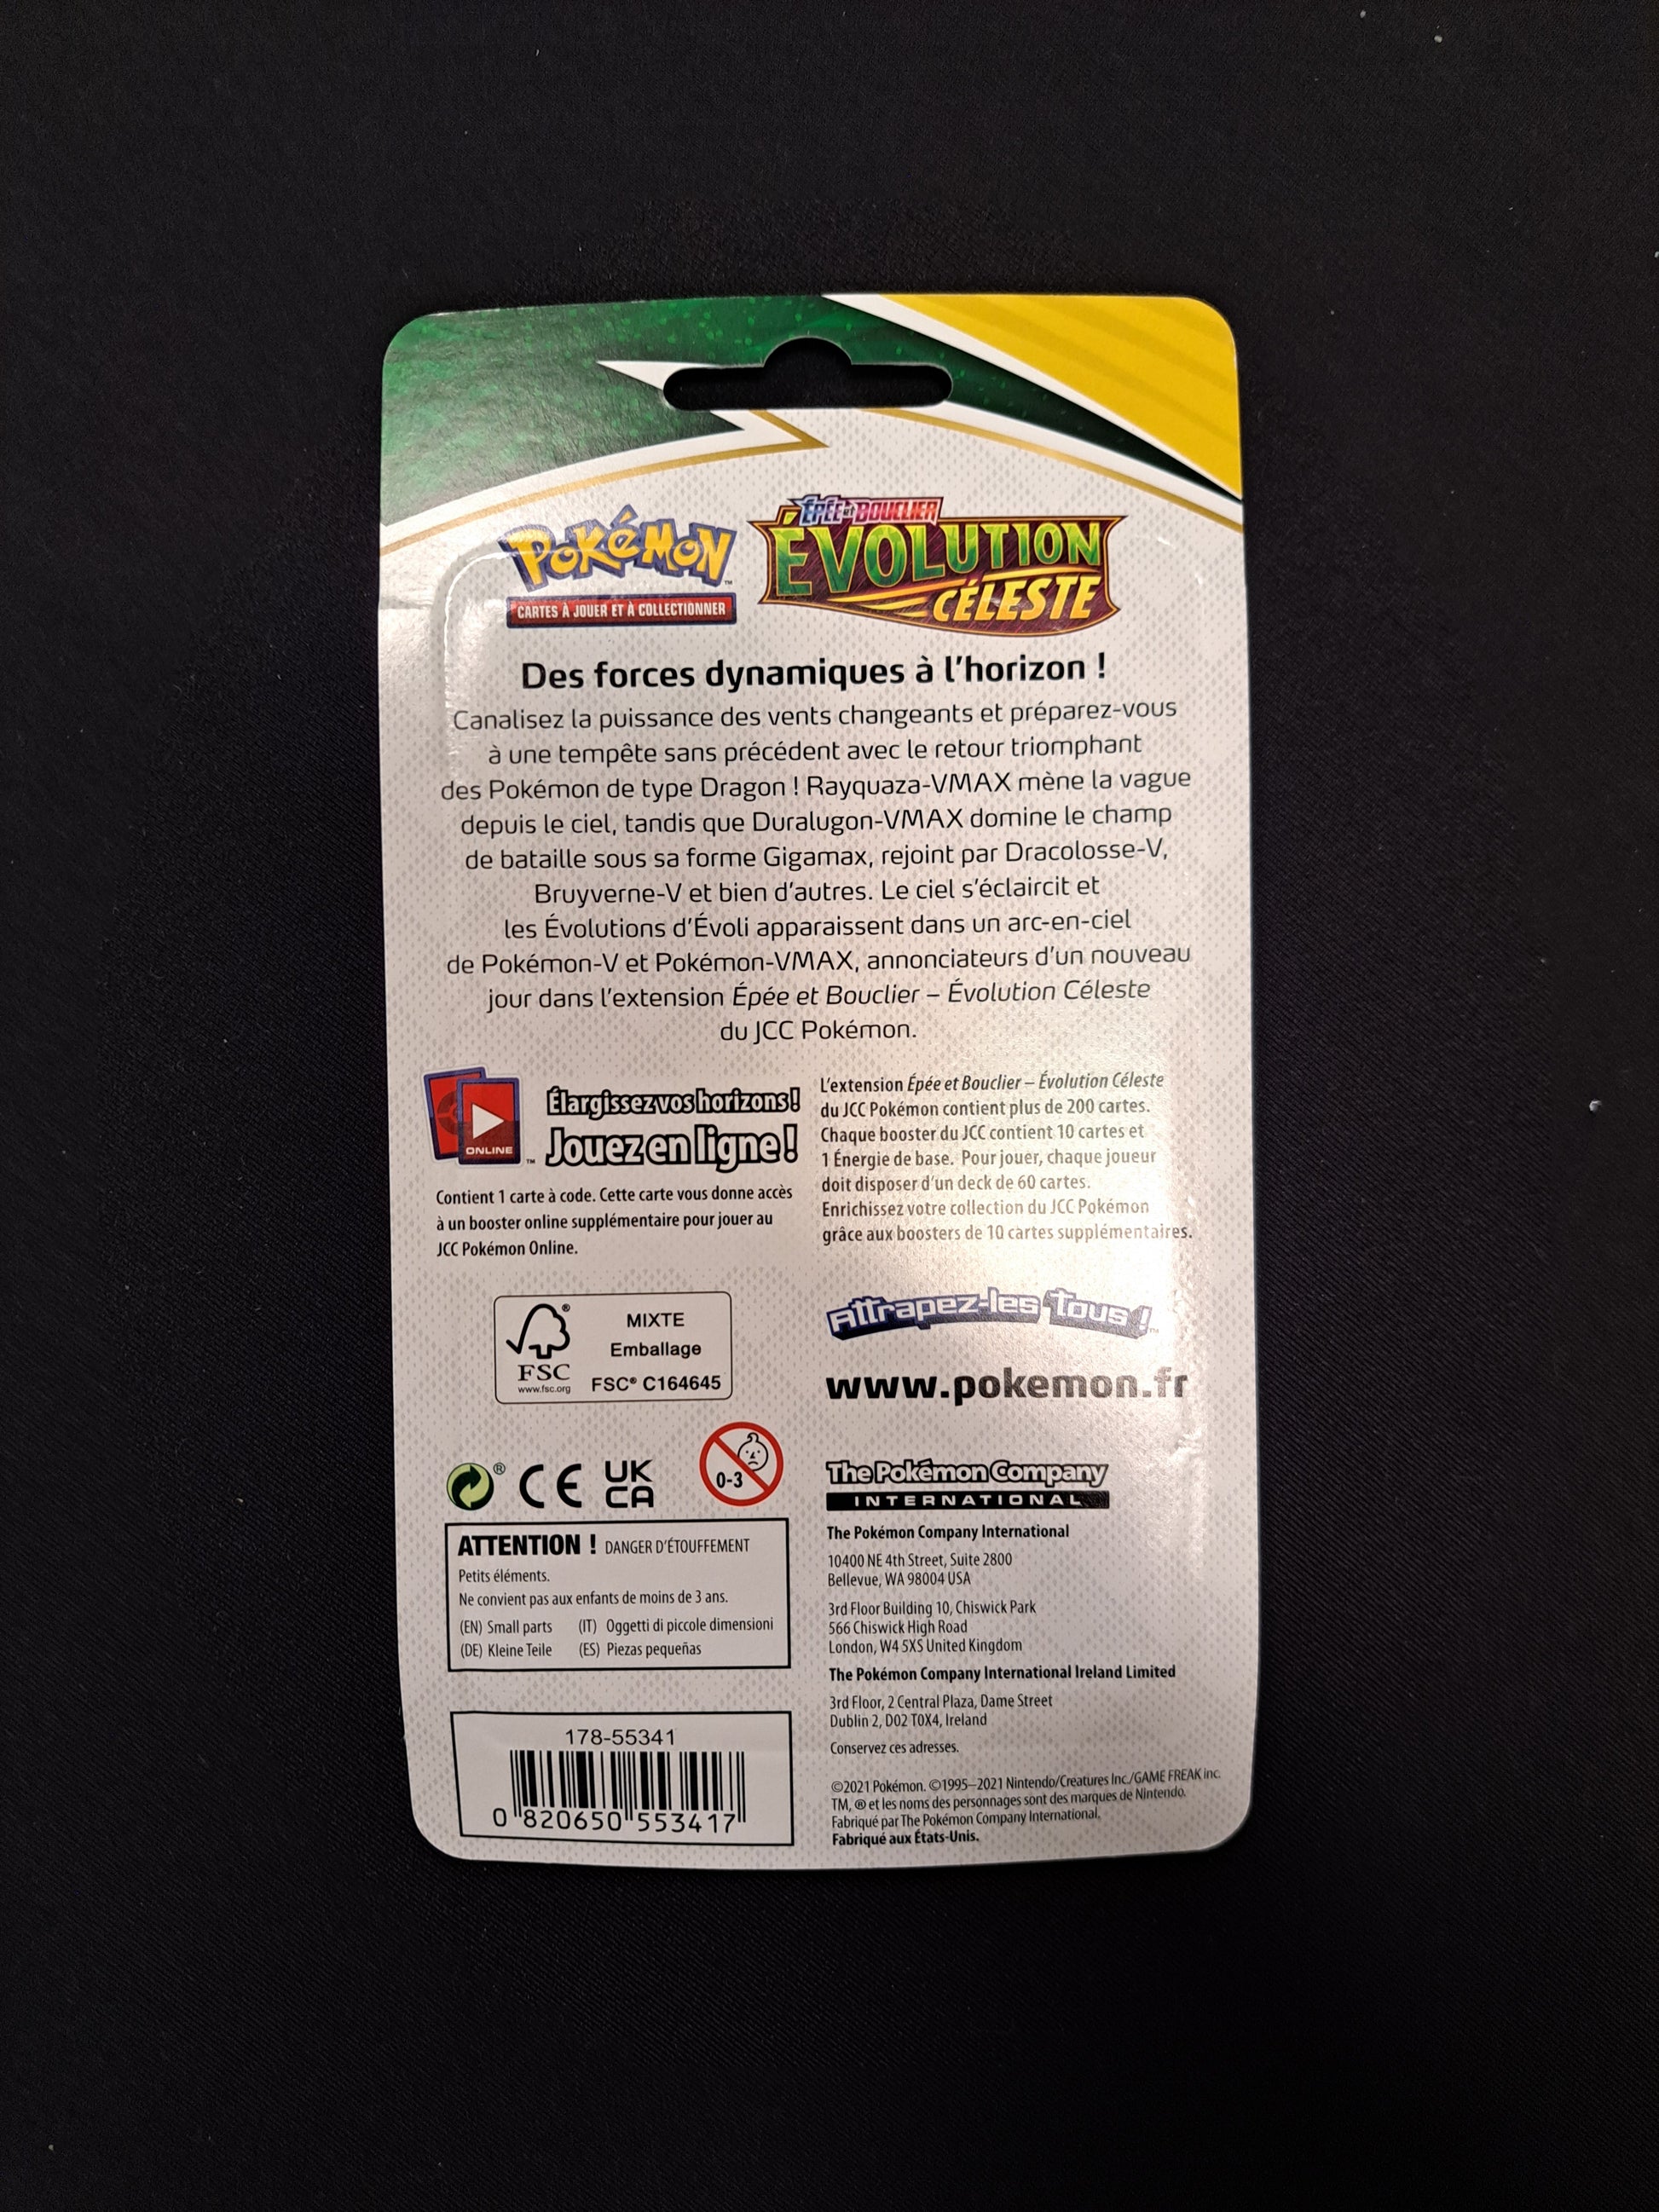 Pokémon™
CARTES À JOUER ET À COLLECTIONNER
ÉPÉE et BOUCLIER
ÉVOLUTION
CÉLESTE
Des forces dynamiques à l'horizon !
Canalisez la puissance des vents changeants et préparez-vous
à une tempête sans précédent avec le retour triomphant
des Pokémon de type Dragon ! Rayquaza-VMAX mène la vague
depuis le ciel, tandis que Duralugon-VMAX domine le champ
de bataille sous sa forme Gigamax, rejoint par Dracolosse-V,
Bruyverne-V et bien d'autres. Le ciel s'éclaircit et
les Évolutions d'Évoli apparaissent dans un arc-en-ciel
de Pokémon-V et Pokémon-VMAX, annonciateurs d'un nouveau
jour dans l'extension Épée et Bouclier – Évolution Céleste
du JCC Pokémon.
ONLINE™
Élargissez vos horizons !
Jouez en ligne !
Contient 1 carte à code. Cette carte vous donne accès
à un booster online supplémentaire pour jouer au
JCC Pokémon Online.
L'extension Épée et Bouclier – Évolution Céleste
du JCC Pokémon contient plus de 200 cartes.
Chaque booster du JCC contient 10 cartes et
1 Énergie de base. Pour jouer, chaque joueur
doit disposer d'un deck de 60 cartes.
Enrichissez votre collection du JCC Pokémon
grâce aux boosters de 10 cartes supplémentaires.
®
FSC
www.fsc.org
MIXTE
Emballage
FSC® C164645
Attrapez-les Tous !™
www.pokemon.fr
®
CE
UK
CA
0-3
ATTENTION ! DANGER D'ÉTOUFFEMENT
Petits éléments.
Ne convient pas aux enfants de moins de 3 ans.
(EN) Small parts (IT) Oggetti di piccole dimensioni
(DE) Kleine Teile (ES) Piezas pequeñas
178-55341
0 820650 553417
The Pokémon Company
INTERNATIONAL
The Pokémon Company International
10400 NE 4th Street, Suite 2800
Bellevue, WA 98004 USA
3rd Floor Building 10, Chiswick Park
566 Chiswick High Road
London, W4 5XS United Kingdom
The Pokémon Company International Ireland Limited
3rd Floor, 2 Central Plaza, Dame Street
Dublin 2, D02 T0X4, Ireland
Conservez ces adresses.
©2021 Pokémon. ©1995–2021 Nintendo/Creatures Inc./GAME FREAK inc.
TM, ® et les noms des personnages sont des marques de Nintendo.
Fabriqué par The Pokémon Company International.
Fabriqué aux États-Unis.